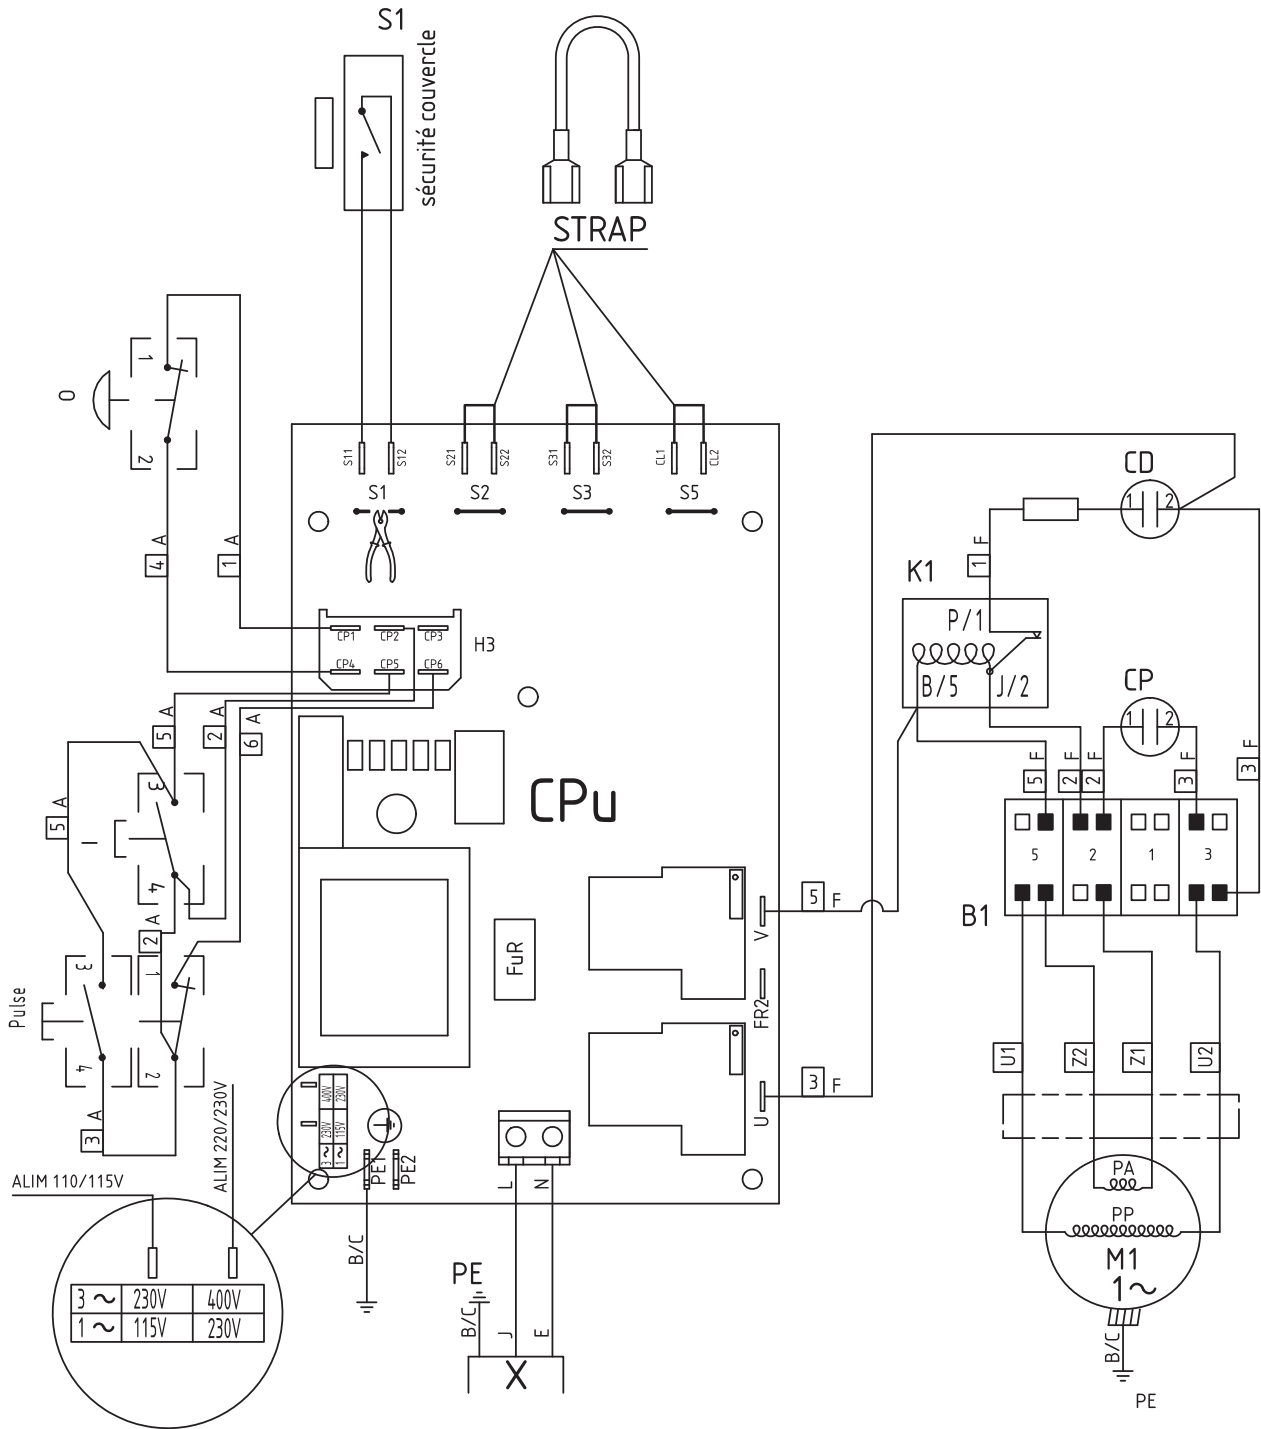 S1
sécurité couvercle
STRAP
O
1
2
4 A
1 A
S11
S12
S21
S22
S31
S32
CL1
CL2
S1
S2
S3
S5
CP1
CP2
CP3
CP4
CP5
CP6
H3
CD
1
2
K1
1 F
P/1
B/5
J/2
CP
1
2
5 F
2 F
2 F
3 F
3 F
5
2
1
3
B1
5 A
2 A
6 A
5 A
I
3
4
2 A
Pulse
3
4
1
2
3 A
CPu
FuR
V
FR2
U
5 F
3 F
400V
230V
230V
115V
3 ~
1 ~
PE1
PE2
L
N
B/C
ALIM 110/115V
ALIM 220/230V
3 ~ 230V 400V
1 ~ 115V 230V
PE
B/C
J
E
X
U1
Z2
Z1
U2
PA
PP
M1
1 ~
B/C
PE